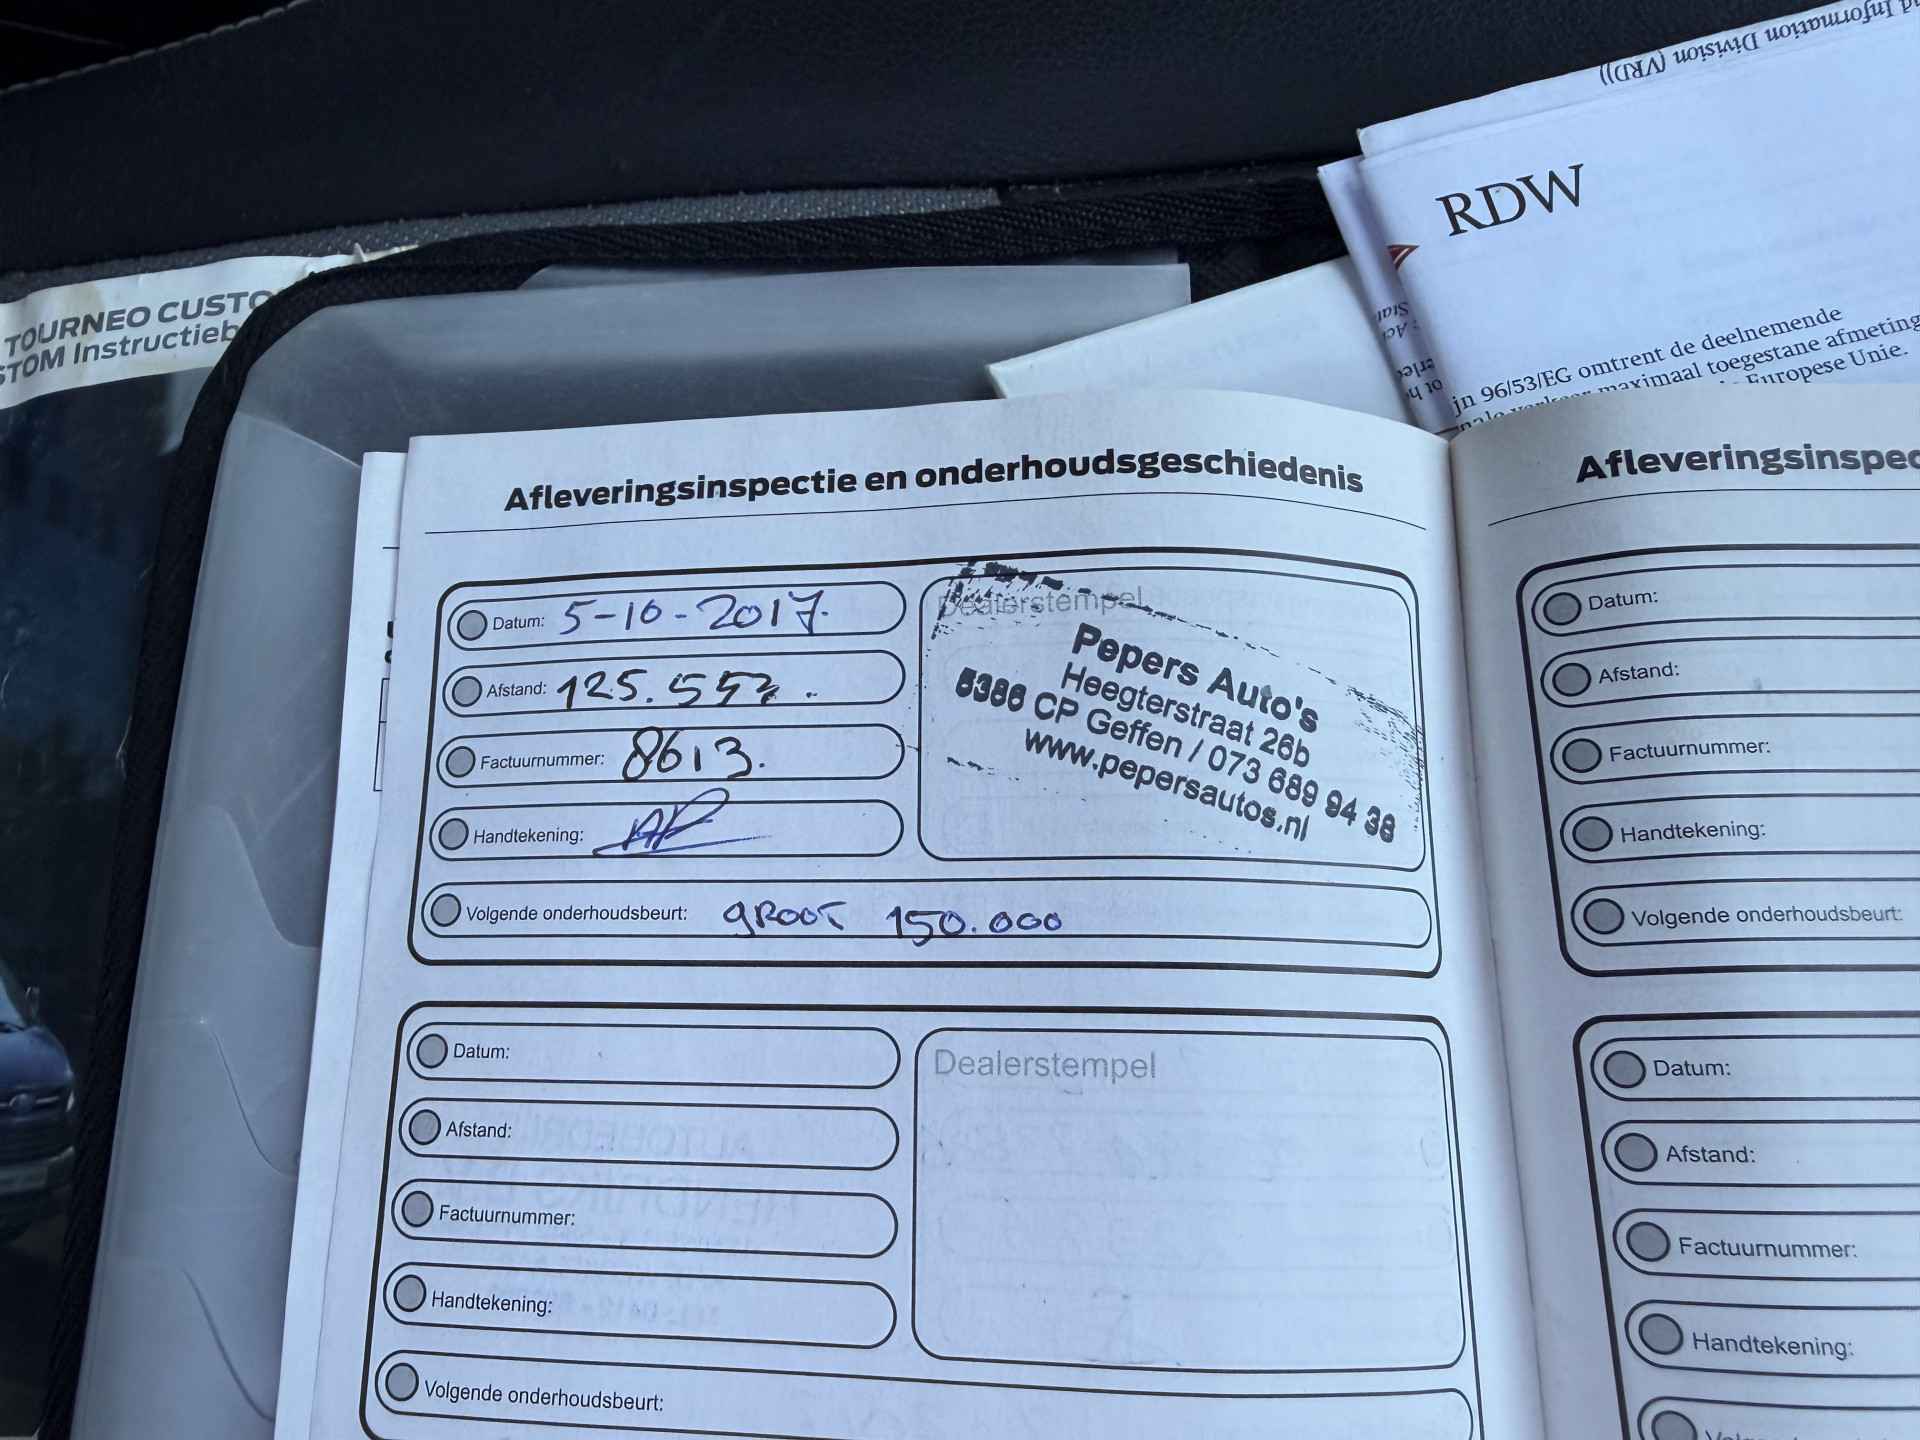 d Information D
Division (VRD))
RDW
jn 96/53/EG omtrent de deelnemende
maximaal toegestane afmeting
Europese Unie.
TOURNEO CUSTO
STOM Instructieb
Afleveringsinspectie en onderhoudsgeschiedenis
Datum: 5-10-2017.
Afstand:
Factuurnummer: 8613.
Handtekening:
Dealerstempel
Pepers Auto's
Heegterstraat 26b
5386 CP Geffen / 073 689 94 38
www.pepersautos.nl
Volgende onderhoudsbeurt: GROOT 150.000
Datum:
Afstand:
Factuurnummer:
Handtekening:
Dealerstempel
Volgende onderhoudsbeurt:
Afleveringsinspec
Datum:
Afstand:
Factuurnummer:
Handtekening:
Volgende onderhoudsbeurt:
Datum:
Afstand:
Factuurnummer:
Handtekening: